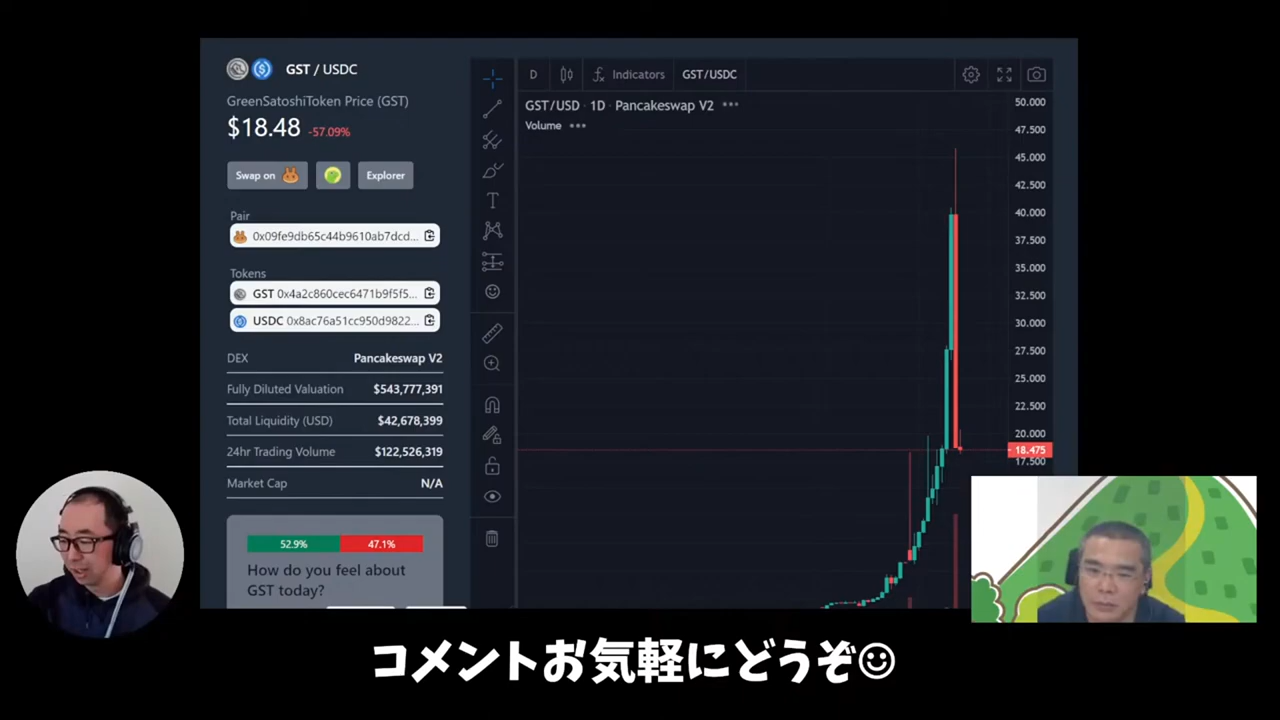 GST / USDC
GreenSatoshiToken Price (GST)
$18.48 -57.09%
Swap on
Explorer
Pair
0x09fe9db65c44b9610ab7dcd...
Tokens
GST 0x4a2c860cec6471b9f5f5...
USDC 0x8ac76a51cc950d9822...
DEX Pancakeswap V2
Fully Diluted Valuation $543,777,391
Total Liquidity (USD) $42,678,399
24hr Trading Volume $122,526,319
Market Cap N/A
52.9% 47.1%
How do you feel about
GST today?
D Indicators GST/USDC
GST/USD · 1D · Pancakeswap V2
Volume
50.000
47.500
45.000
42.500
40.000
37.500
35.000
32.500
30.000
27.500
25.000
22.500
20.000
18.475
17.500
コメントお気軽にどうぞ☺